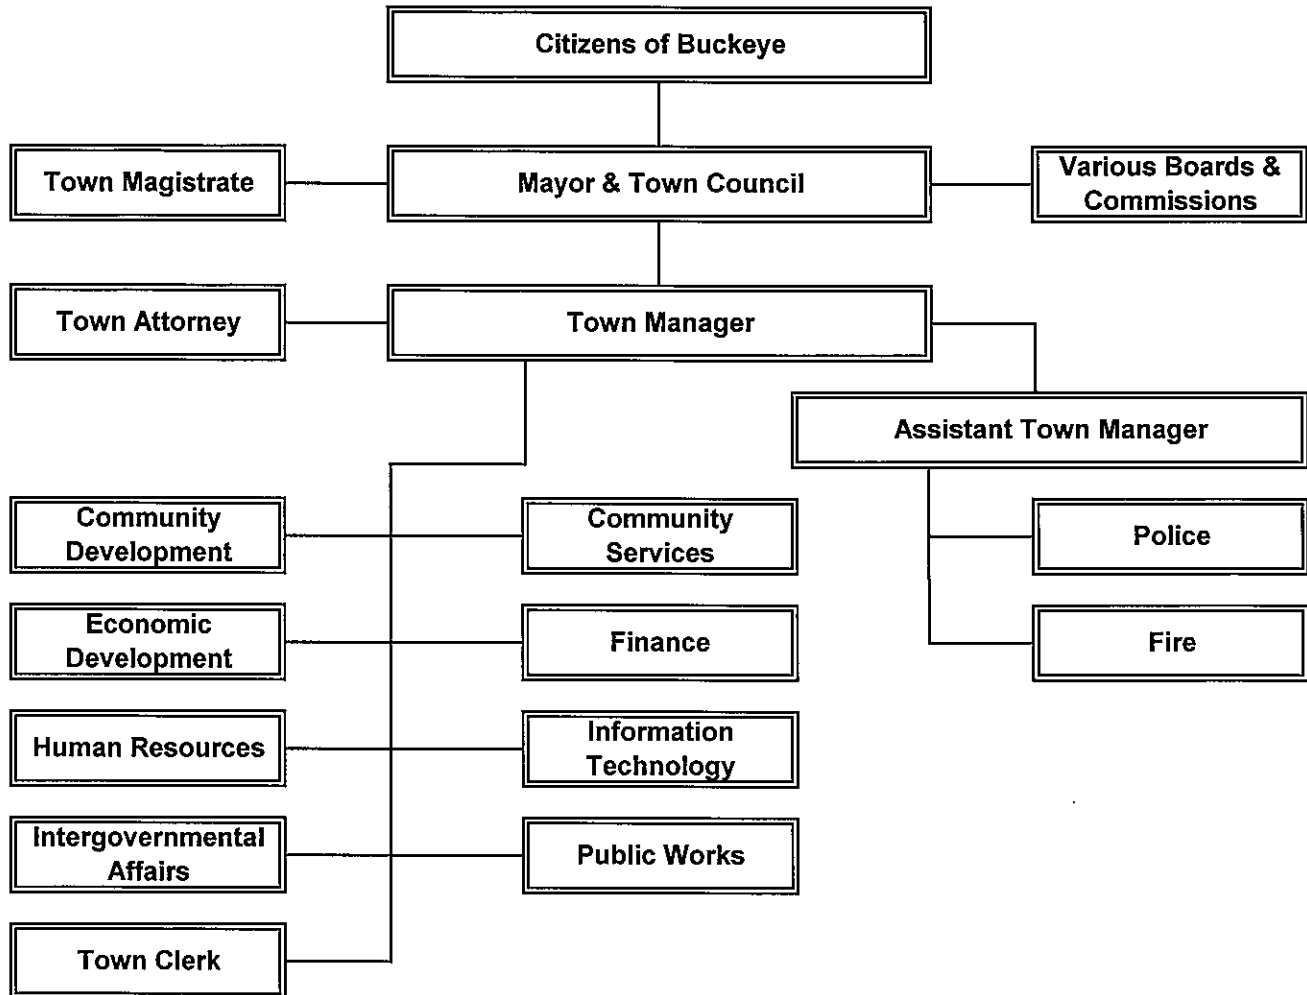 Citizens of Buckeye
Town Magistrate
Mayor & Town Council
Various Boards &
Commissions
Town Attorney
Town Manager
Assistant Town Manager
Community
Development
Community
Services
Police
Economic
Development
Finance
Fire
Human Resources
Information
Technology
Intergovernmental
Affairs
Public Works
Town Clerk